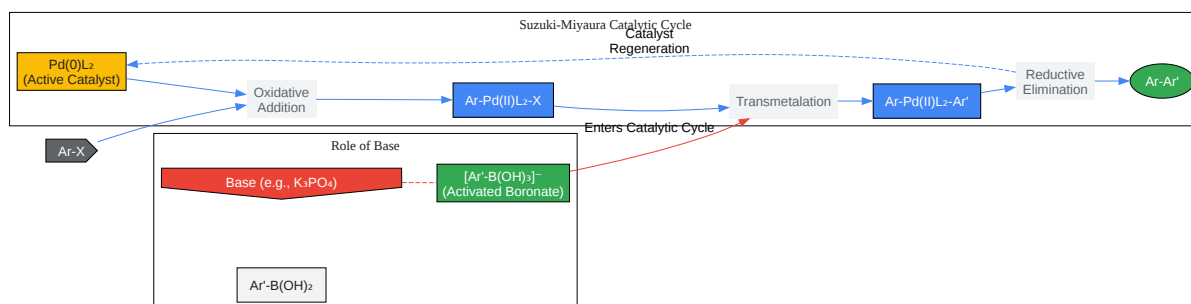 Suzuki-Miyaura Catalytic Cycle
Catalyst
Regeneration
Pd(0)L₂
(Active Catalyst)
Oxidative
Addition
Ar-Pd(II)L₂-X
Transmetalation
Ar-Pd(II)L₂-Ar'
Reductive
Elimination
Ar-Ar'
Ar-X
Enters Catalytic Cycle
Role of Base
Base (e.g., K₃PO₄)
[Ar'-B(OH)₃]⁻
(Activated Boronate)
Ar'-B(OH)₂